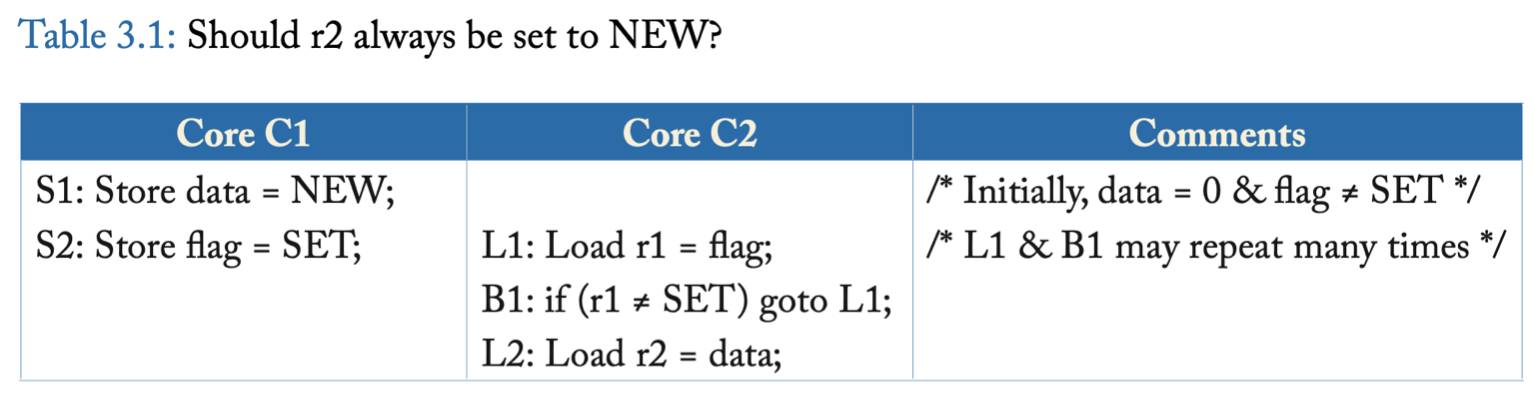 Table 3.1: Should r2 always be set to NEW?
Core C1 Core C2 Comments
S1: Store data = NEW; /* Initially, data = 0 & flag ≠ SET */
S2: Store flag = SET; L1: Load r1 = flag; /* L1 & B1 may repeat many times */
B1: if (r1 ≠ SET) goto L1;
L2: Load r2 = data;